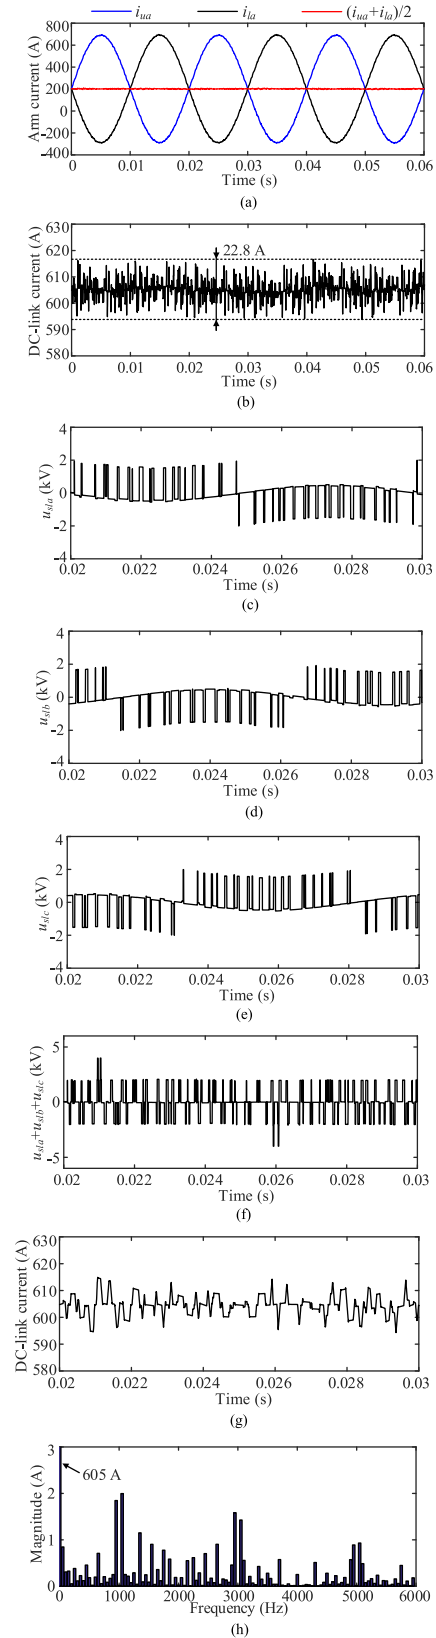 i_ua i_la (i_ua+i_la)/2
Arm current (A)
800
600
400
200
0
-200
-400
0 0.01 0.02 0.03 0.04 0.05 0.06
Time (s)
(a)
DC-link current (A)
630
620
610
600
590
580
22.8 A
0 0.01 0.02 0.03 0.04 0.05 0.06
Time (s)
(b)
u_sla (kV)
4
2
0
-2
-4
0.02 0.022 0.024 0.026 0.028 0.03
Time (s)
(c)
u_slb (kV)
4
2
0
-2
-4
0.02 0.022 0.024 0.026 0.028 0.03
Time (s)
(d)
u_slc (kV)
4
2
0
-2
-4
0.02 0.022 0.024 0.026 0.028 0.03
Time (s)
(e)
u_sla+u_slb+u_slc (kV)
5
0
-5
0.02 0.022 0.024 0.026 0.028 0.03
Time (s)
(f)
DC-link current (A)
630
620
610
600
590
580
0.02 0.022 0.024 0.026 0.028 0.03
Time (s)
(g)
Magnitude (A)
3
2
1
0
605 A
0 1000 2000 3000 4000 5000 6000
Frequency (Hz)
(h)